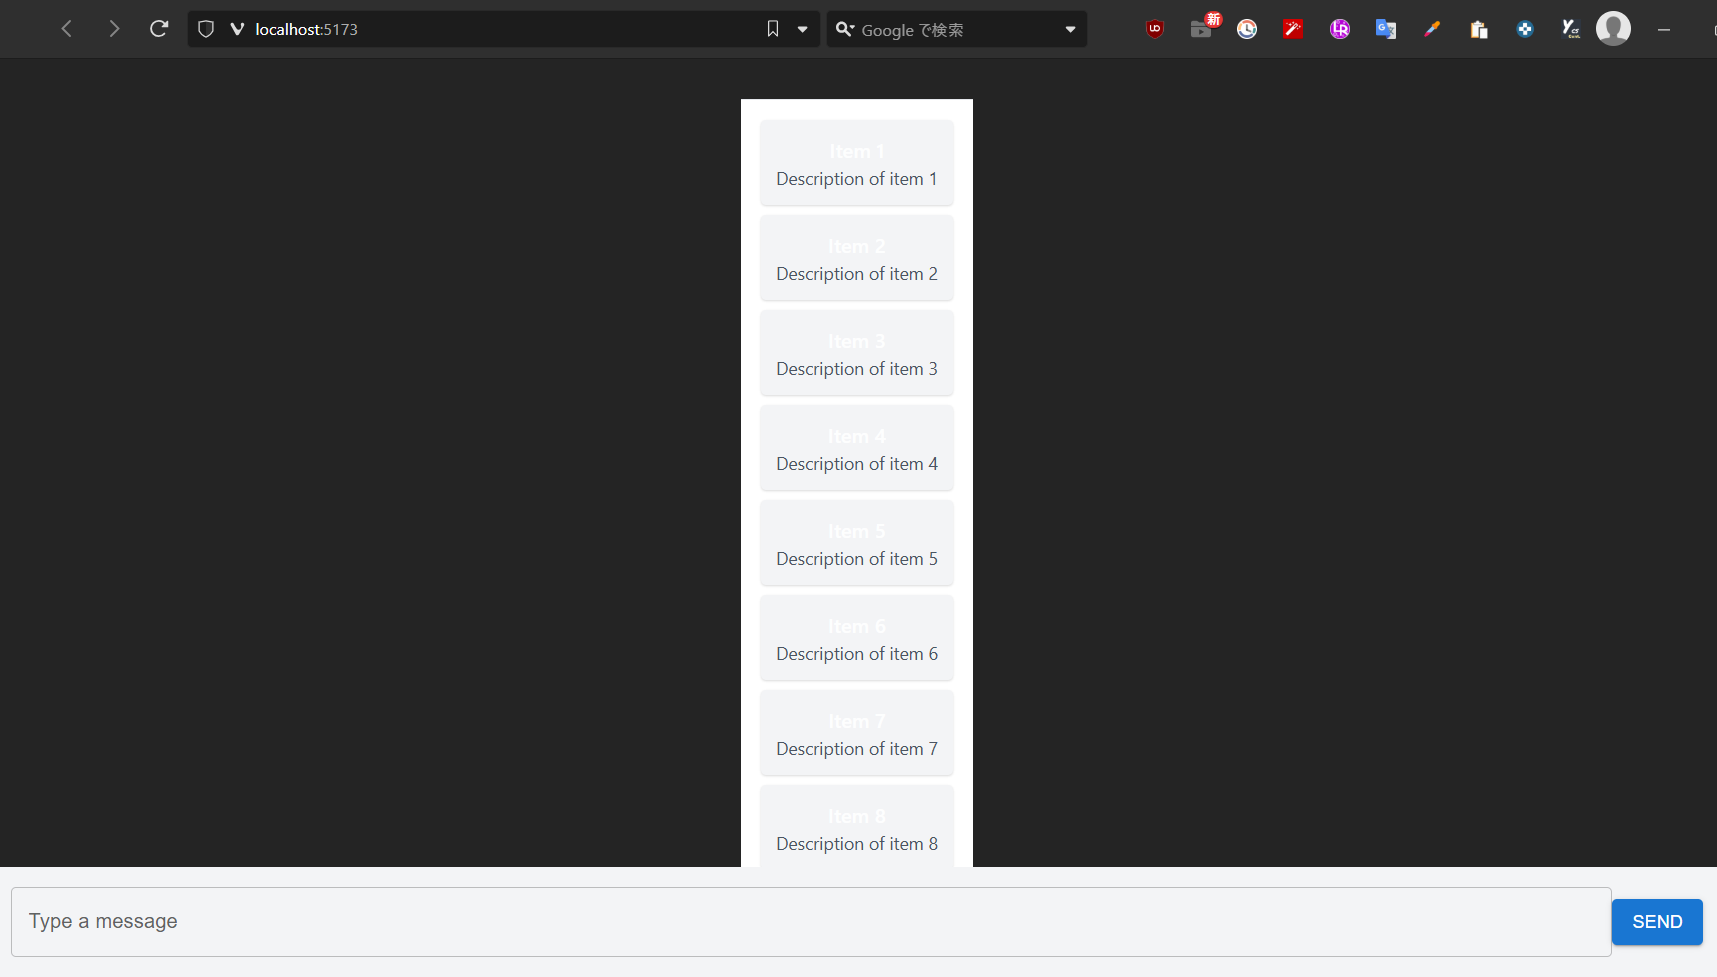 localhost:5173
Google で検索
新
Item 1
Description of item 1
Item 2
Description of item 2
Item 3
Description of item 3
Item 4
Description of item 4
Item 5
Description of item 5
Item 6
Description of item 6
Item 7
Description of item 7
Item 8
Description of item 8
Type a message
SEND